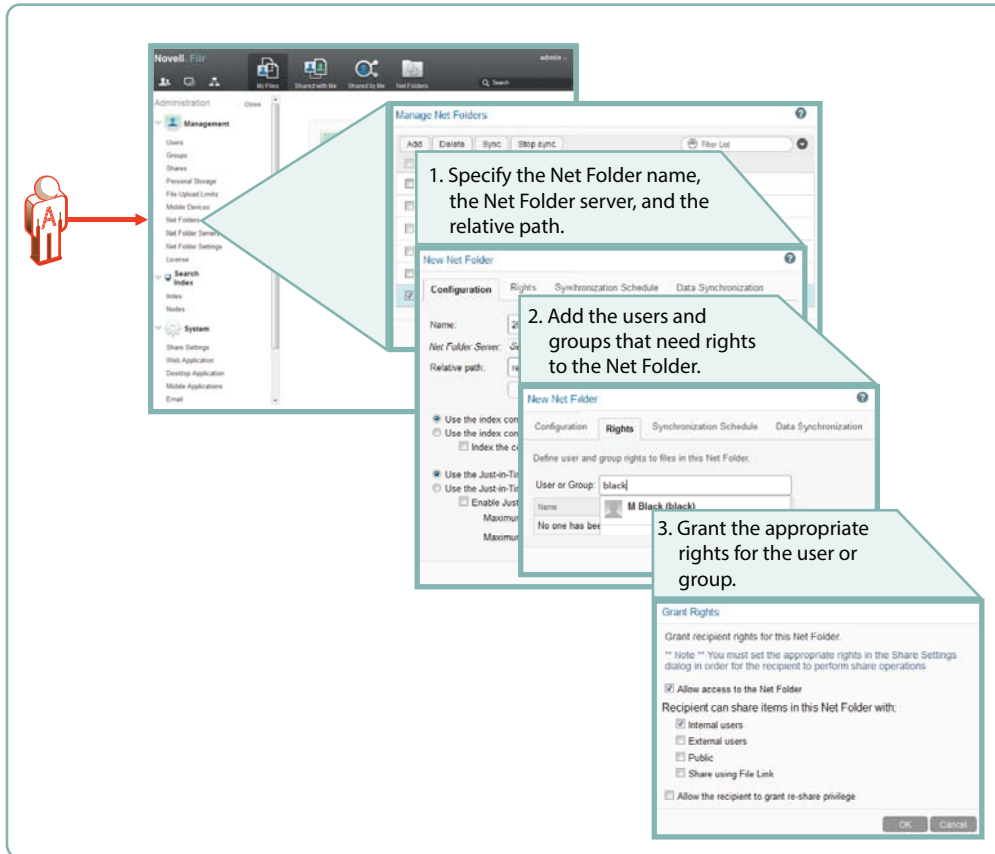 Novell Filr
admin
My Files
Shared with Me
Shared by Me
Net Folders
Search
Administration
Close
Management
Users
Groups
Shares
Personal Storage
File Upload Limits
Mobile Devices
Net Folders
Net Folder Servers
Net Folder Settings
License
Search
Index
Index
Nodes
System
Share Settings
Web Application
Desktop Application
Mobile Applications
Email
A
Manage Net Folders
Add Delete Sync Stop sync
Filter List
1. Specify the Net Folder name,
the Net Folder server, and the
relative path.
New Net Folder
Configuration Rights Synchronization Schedule Data Synchronization
Name:
Net Folder Server:
Relative path:
Use the index con
Use the index con
Index the c
Use the Just-in-Ti
Use the Just-in-Ti
Enable Just
Maximu
Maximu
2. Add the users and
groups that need rights
to the Net Folder.
New Net Folder
Configuration Rights Synchronization Schedule Data Synchronization
Define user and group rights to files in this Net Folder.
User or Group: black
Name
M Black (black)
No one has bee
3. Grant the appropriate
rights for the user or
group.
Grant Rights
Grant recipient rights for this Net Folder.
** Note ** You must set the appropriate rights in the Share Settings
dialog in order for the recipient to perform share operations
Allow access to the Net Folder
Recipient can share items in this Net Folder with:
Internal users
External users
Public
Share using File Link
Allow the recipient to grant re-share privilege
OK Cancel